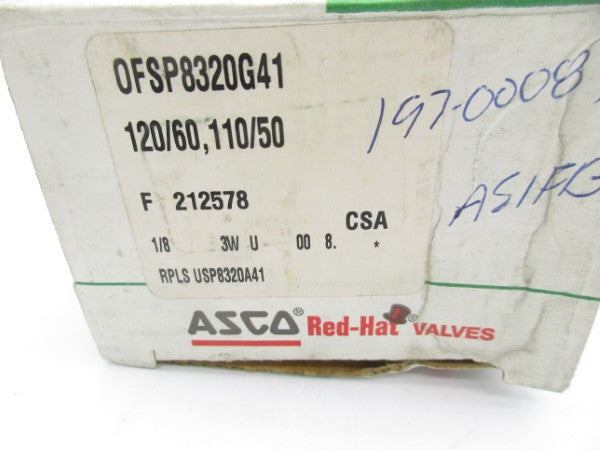 OFSP8320G41
120/60,110/50
197-0008
F 212578
CSA
1/8 3W U 00 8. *
RPLS USP8320A41
ASCO® Red-Hat® VALVES